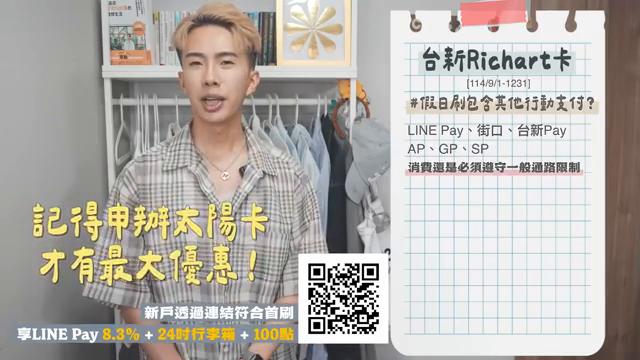 台新Richart卡
[114/9/1-1231]
#假日刷包含其他行動支付?
LINE Pay、街口、台新Pay
AP、GP、SP
消費還是必須遵守一般通路限制
記得申辦太陽卡
才有最大優惠!
新戶透過連結符合首刷
享LINE Pay 8.3% + 24吋行李箱 + 100點